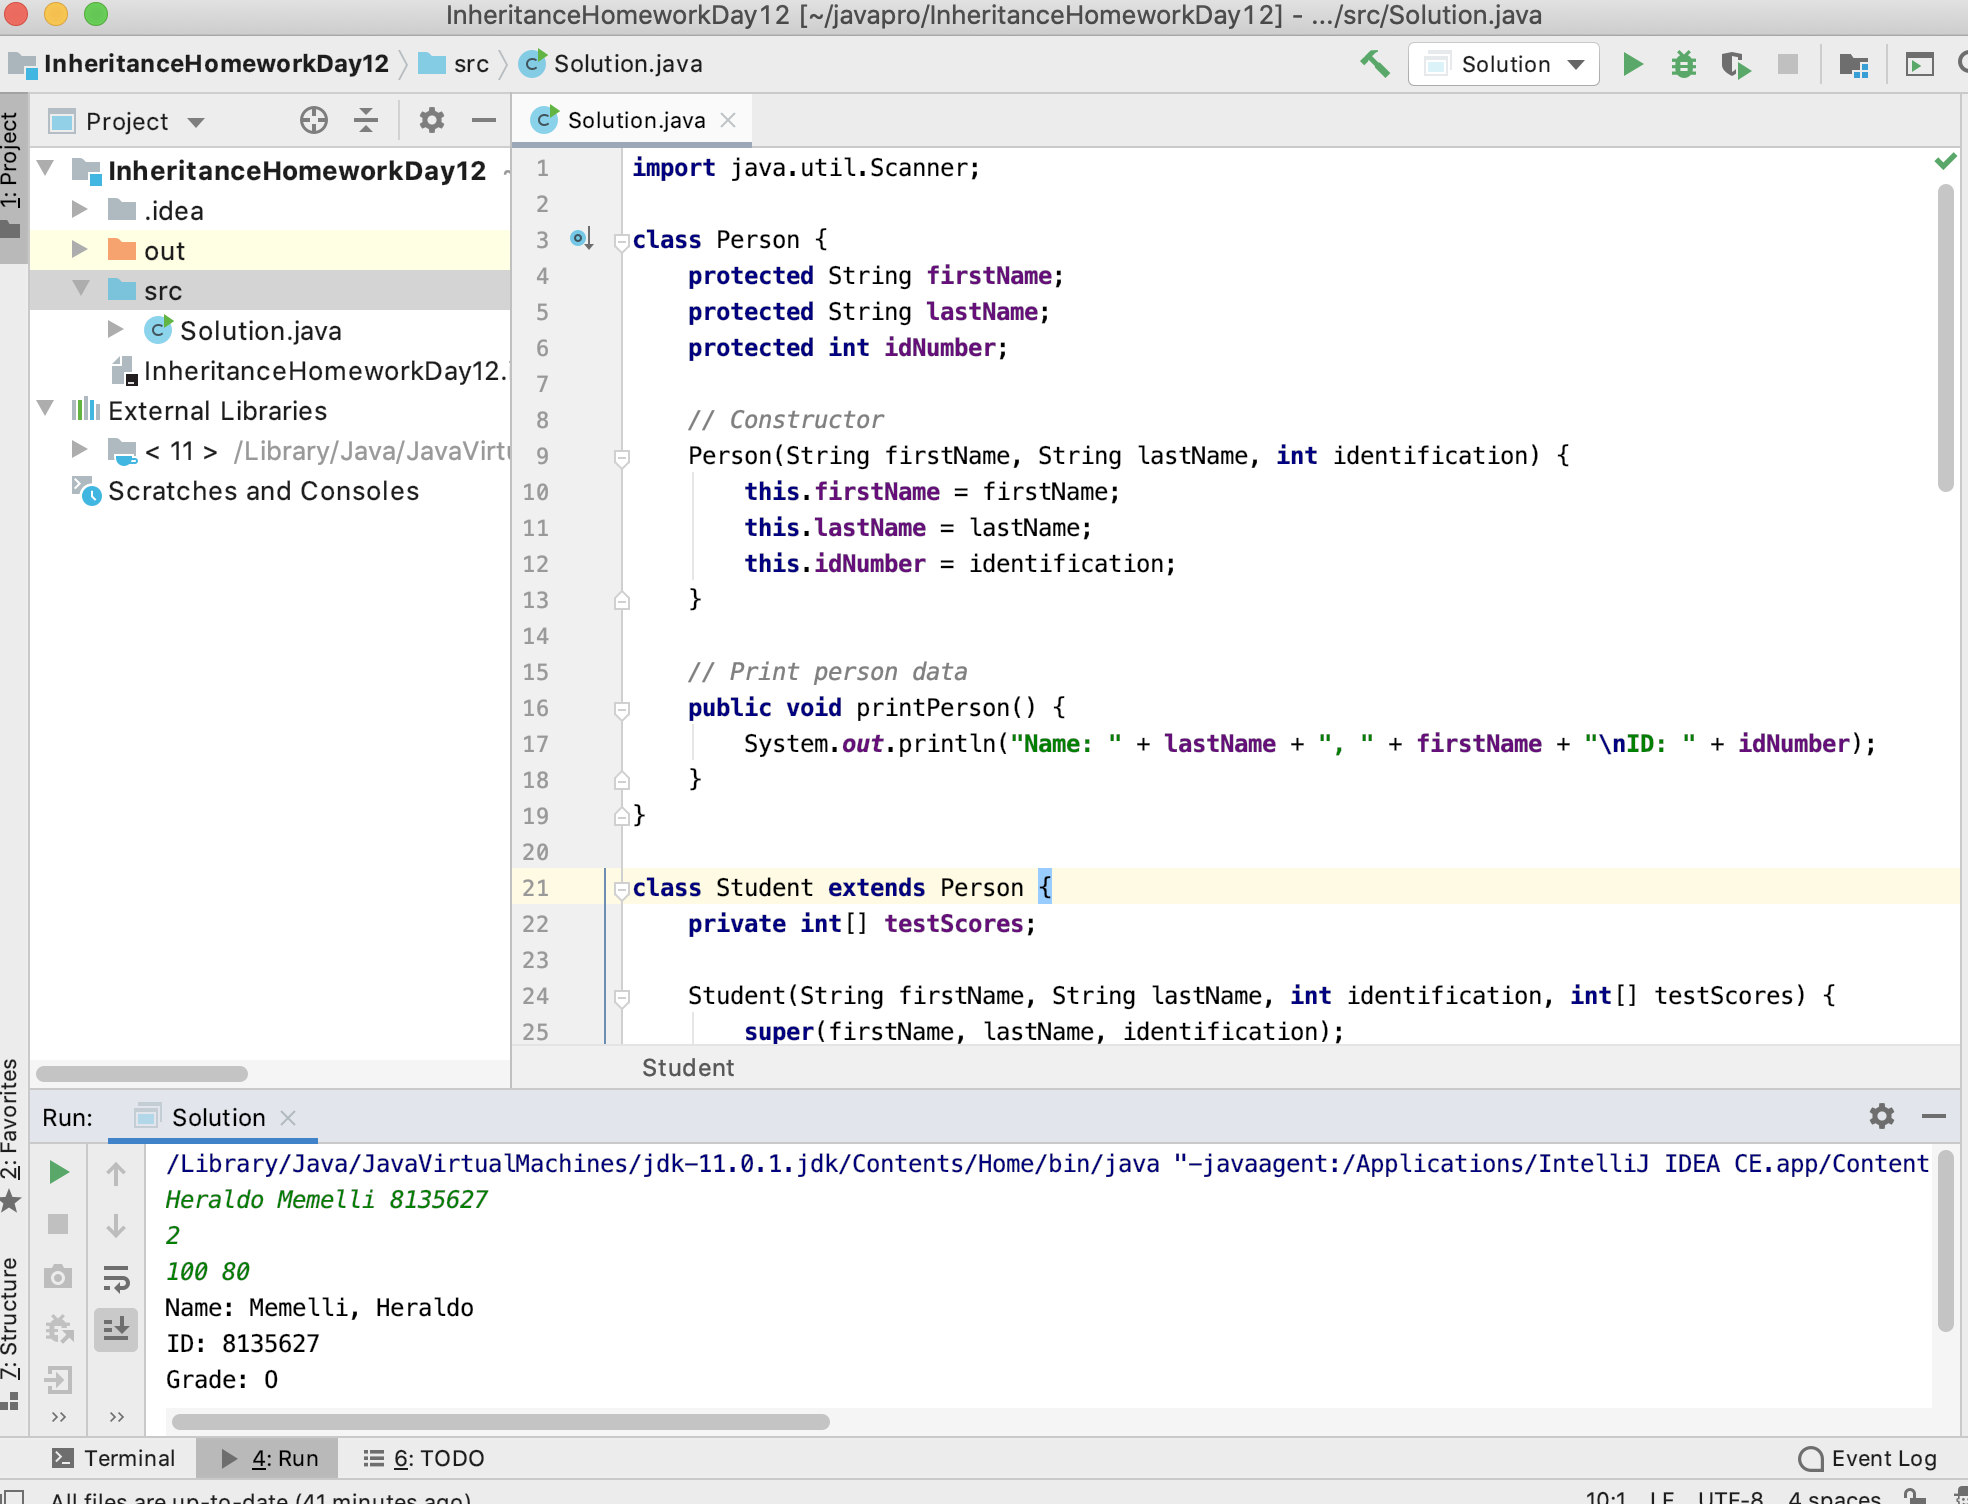 InheritanceHomeworkDay12 [~/javapro/InheritanceHomeworkDay12] - .../src/Solution.java
InheritanceHomeworkDay12 src Solution.java Solution
1: Project
Project
InheritanceHomeworkDay12 ~
.idea
out
src
Solution.java
InheritanceHomeworkDay12.
External Libraries
< 11 > /Library/Java/JavaVirtu
Scratches and Consoles
Solution.java
1 import java.util.Scanner;
2
3 class Person {
4 protected String firstName;
5 protected String lastName;
6 protected int idNumber;
7
8 // Constructor
9 Person(String firstName, String lastName, int identification) {
10 this.firstName = firstName;
11 this.lastName = lastName;
12 this.idNumber = identification;
13 }
14
15 // Print person data
16 public void printPerson() {
17 System.out.println("Name: " + lastName + ", " + firstName + "\nID: " + idNumber);
18 }
19 }
20
21 class Student extends Person {
22 private int[] testScores;
23
24 Student(String firstName, String lastName, int identification, int[] testScores) {
25 super(firstName, lastName, identification);
Student
2: Favorites
7: Structure
Run: Solution
/Library/Java/JavaVirtualMachines/jdk-11.0.1.jdk/Contents/Home/bin/java "-javaagent:/Applications/IntelliJ IDEA CE.app/Content
Heraldo Memelli 8135627
2
100 80
Name: Memelli, Heraldo
ID: 8135627
Grade: O
Terminal 4: Run 6: TODO Event Log
All files are up-to-date (41 minutes ago) 10:1 LF UTF-8 4 spaces